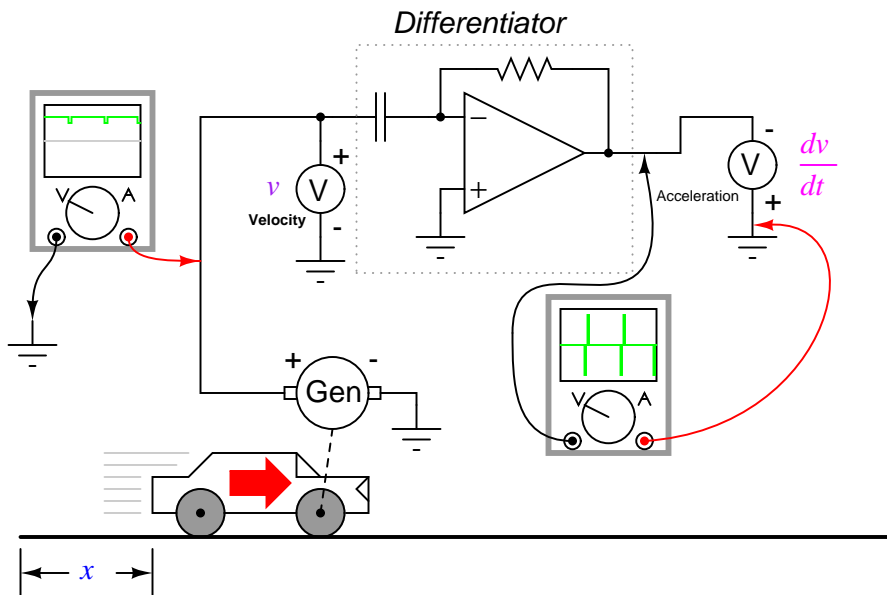 Differentiator
V A
+
-
v
V
Velocity
-
+
Acceleration
-
V
+
dv
dt
+ -
Gen
V A
x